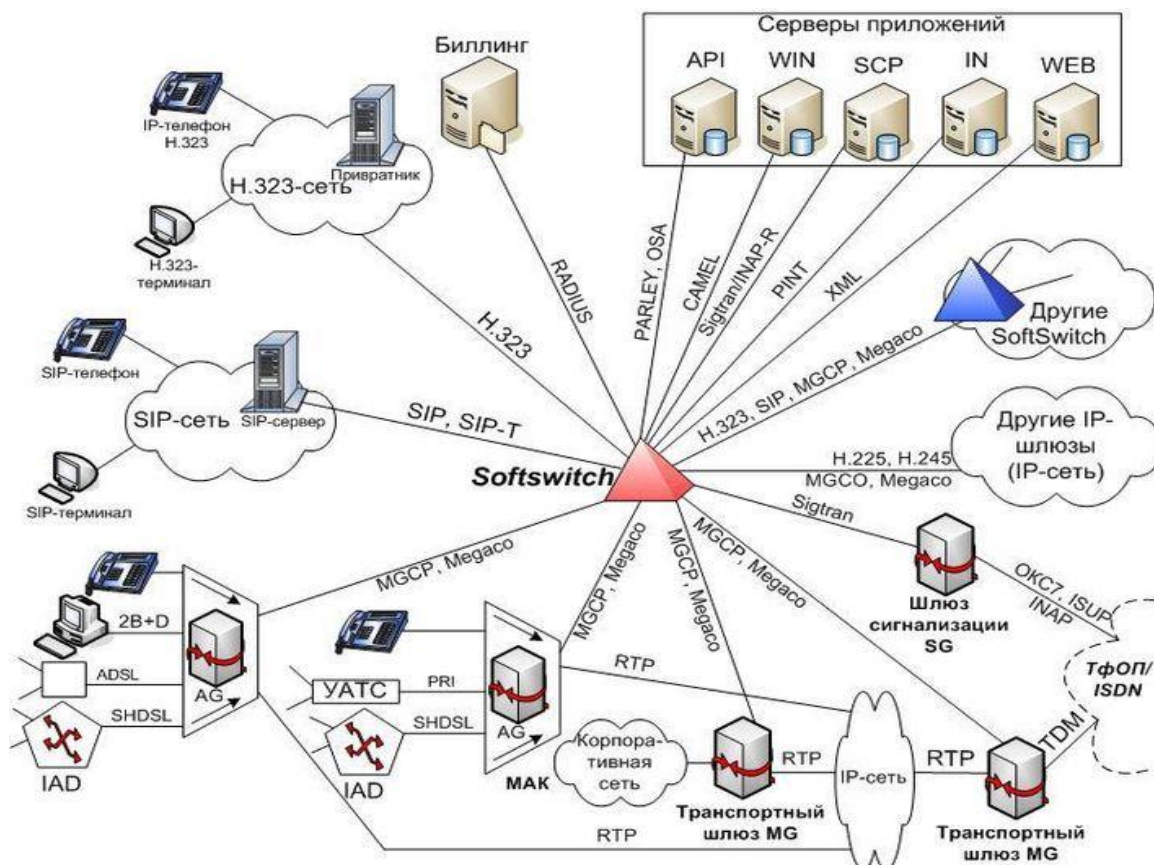 Серверы приложений
Биллинг
API
WIN
SCP
IN
WEB
IP-телефон
H.323
Привратник
H.323-сеть
H.323-
терминал
RADIUS
H.323
PARLEY, OSA
CAMEL
Sigtran/INAP-R
PINT
XML
Другие
SoftSwitch
H.323, SIP, MGCP, Megaco
SIP-телефон
SIP-сеть
SIP-сервер
SIP-терминал
SIP, SIP-T
Softswitch
Другие IP-
шлюзы
(IP-сеть)
H.225, H.245
MGCO, Megaco
Sigtran
Шлюз
сигнализации
SG
ОКС7, ISUP
INAP
ТфОП/
ISDN
MGCP, Megaco
MGCP, Megaco
MGCP, Megaco
MGCP, Megaco
2B+D
ADSL
SHDSL
AG
IAD
УАТС
PRI
SHDSL
AG
IAD
МАК
RTP
Корпора-
тивная
сеть
RTP
IP-сеть
RTP
TDM
Транспортный
шлюз MG
Транспортный
шлюз MG
RTP